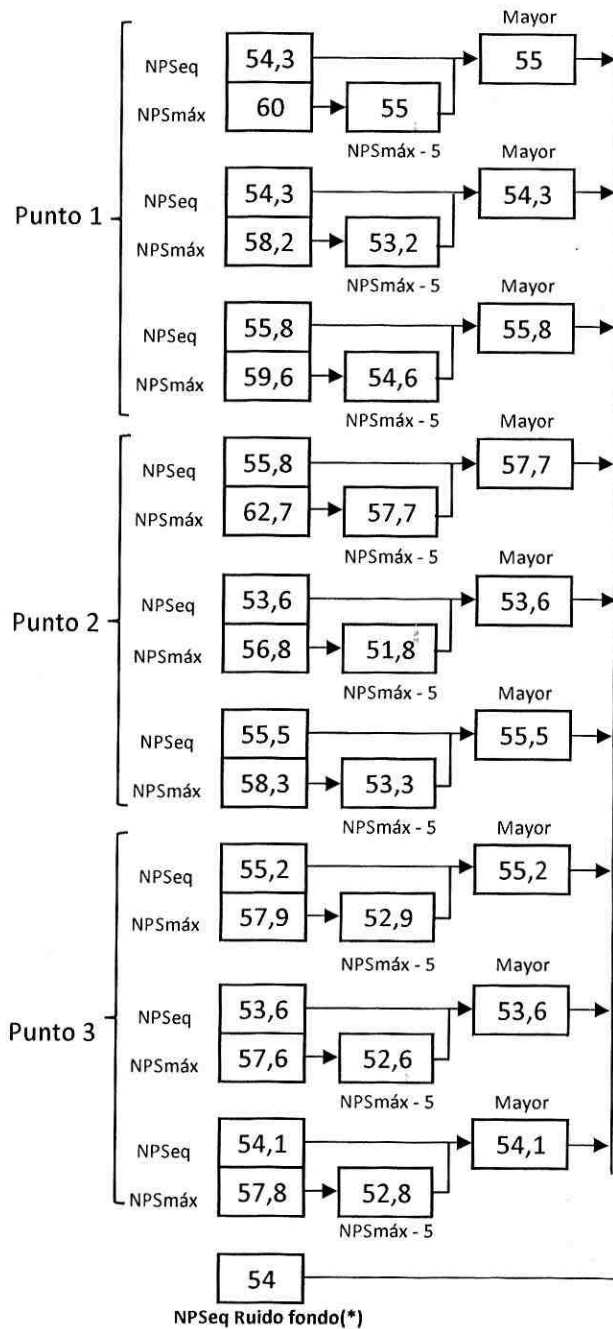 Mayor
NPSeq 54,3 55
NPSmáx 60 55
NPSmáx - 5
Mayor
Punto 1
NPSeq 54,3 54,3
NPSmáx 58,2 53,2
NPSmáx - 5
Mayor
NPSeq 55,8 55,8
NPSmáx 59,6 54,6
NPSmáx - 5
Mayor
NPSeq 55,8 57,7
NPSmáx 62,7 57,7
NPSmáx - 5
Mayor
Punto 2
NPSeq 53,6 53,6
NPSmáx 56,8 51,8
NPSmáx - 5
Mayor
NPSeq 55,5 55,5
NPSmáx 58,3 53,3
NPSmáx - 5
Mayor
NPSeq 55,2 55,2
NPSmáx 57,9 52,9
NPSmáx - 5
Mayor
Punto 3
NPSeq 53,6 53,6
NPSmáx 57,6 52,6
NPSmáx - 5
Mayor
NPSeq 54,1 54,1
NPSmáx 57,8 52,8
NPSmáx - 5
54
NPSeq Ruido fondo(*)